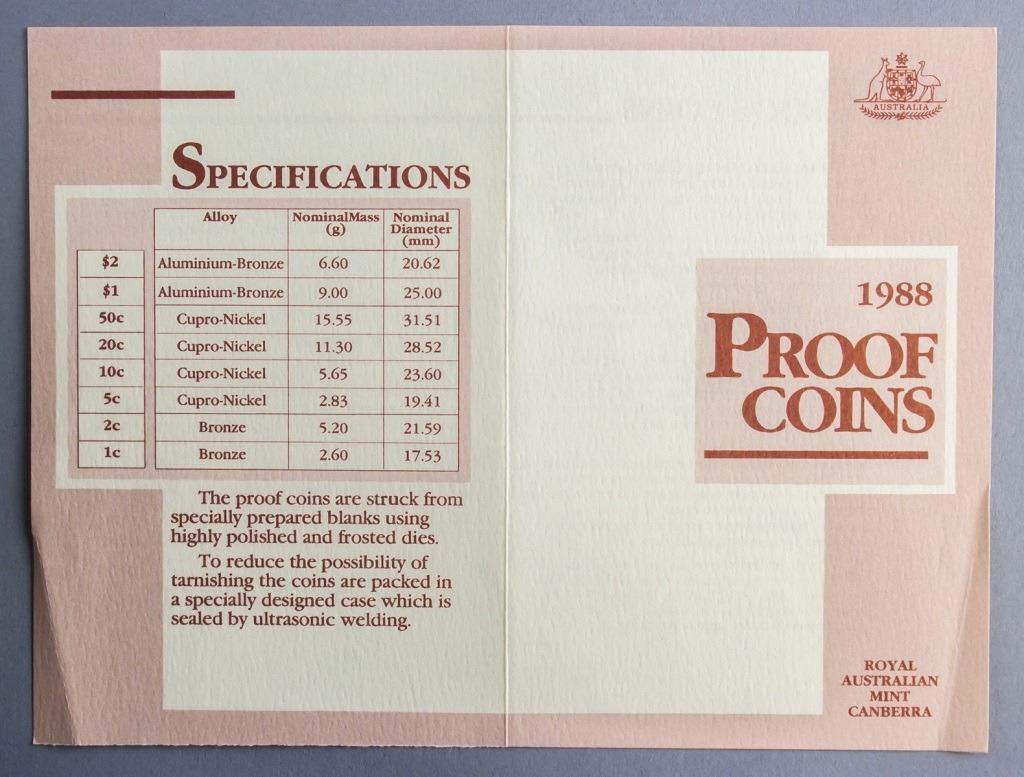 SPECIFICATIONS
Alloy NominalMass (g) Nominal Diameter (mm)
$2 Aluminium-Bronze 6.60 20.62
$1 Aluminium-Bronze 9.00 25.00
50c Cupro-Nickel 15.55 31.51
20c Cupro-Nickel 11.30 28.52
10c Cupro-Nickel 5.65 23.60
5c Cupro-Nickel 2.83 19.41
2c Bronze 5.20 21.59
1c Bronze 2.60 17.53
The proof coins are struck from
specially prepared blanks using
highly polished and frosted dies.
To reduce the possibility of
tarnishing the coins are packed in
a specially designed case which is
sealed by ultrasonic welding.
AUSTRALIA
1988
PROOF
COINS
ROYAL
AUSTRALIAN
MINT
CANBERRA